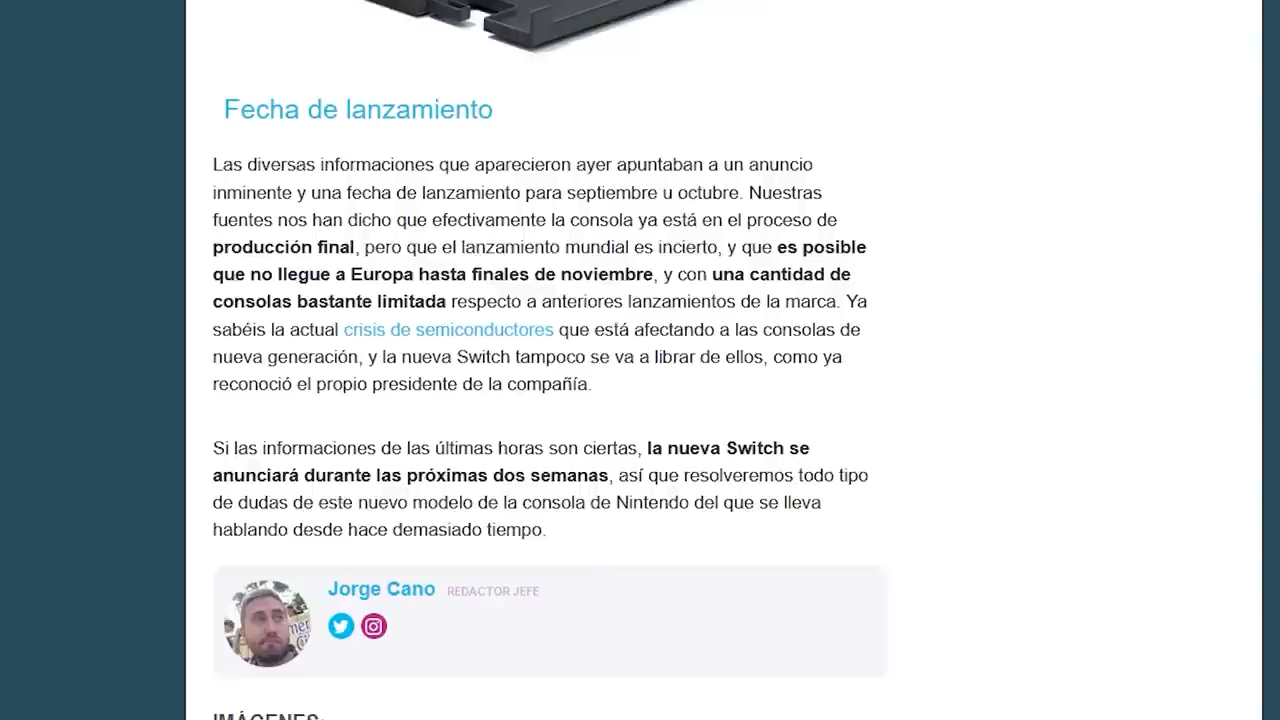 Fecha de lanzamiento
Las diversas informaciones que aparecieron ayer apuntaban a un anuncio
inminente y una fecha de lanzamiento para septiembre u octubre. Nuestras
fuentes nos han dicho que efectivamente la consola ya está en el proceso de
producción final, pero que el lanzamiento mundial es incierto, y que es posible
que no llegue a Europa hasta finales de noviembre, y con una cantidad de
consolas bastante limitada respecto a anteriores lanzamientos de la marca. Ya
sabéis la actual crisis de semiconductores que está afectando a las consolas de
nueva generación, y la nueva Switch tampoco se va a librar de ellos, como ya
reconoció el propio presidente de la compañía.
Si las informaciones de las últimas horas son ciertas, la nueva Switch se
anunciará durante las próximas dos semanas, así que resolveremos todo tipo
de dudas de este nuevo modelo de la consola de Nintendo del que se lleva
hablando desde hace demasiado tiempo.
Jorge Cano REDACTOR JEFE
IMÁGENES: